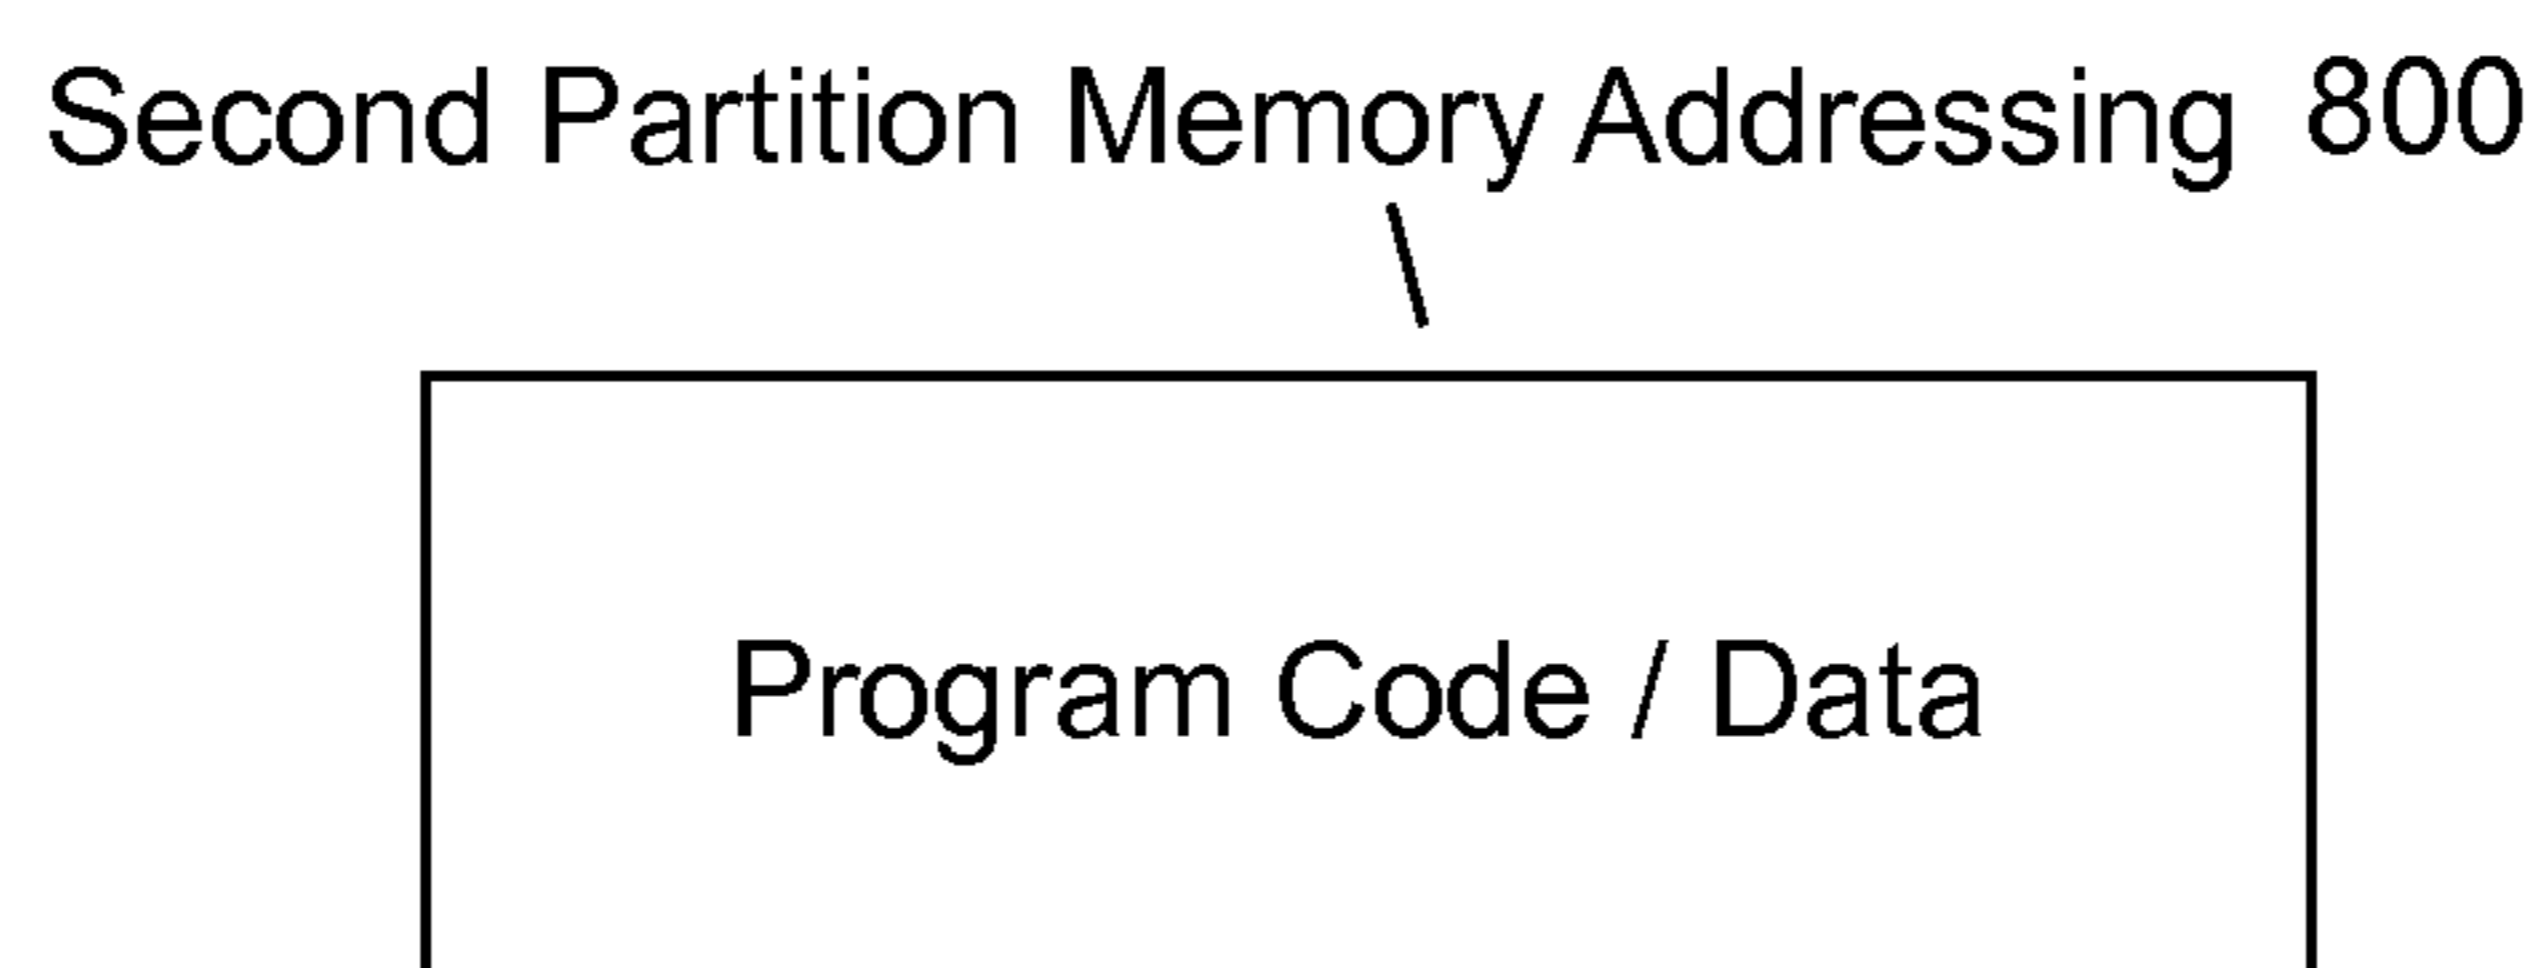 Second Partition Memory Addressing 800
Program Code / Data